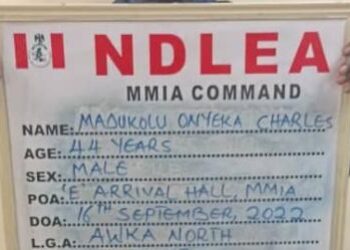 NDLEA
MMIA COMMAND
NAME: MADUKOLU ONYEKA CHARLES
AGE: 44 YEARS
SEX: MALE
POA: 'E' ARRIVAL HALL, MMIA
DOA: 16TH SEPTEMBER, 2022
L.G.A: AWKA NORTH